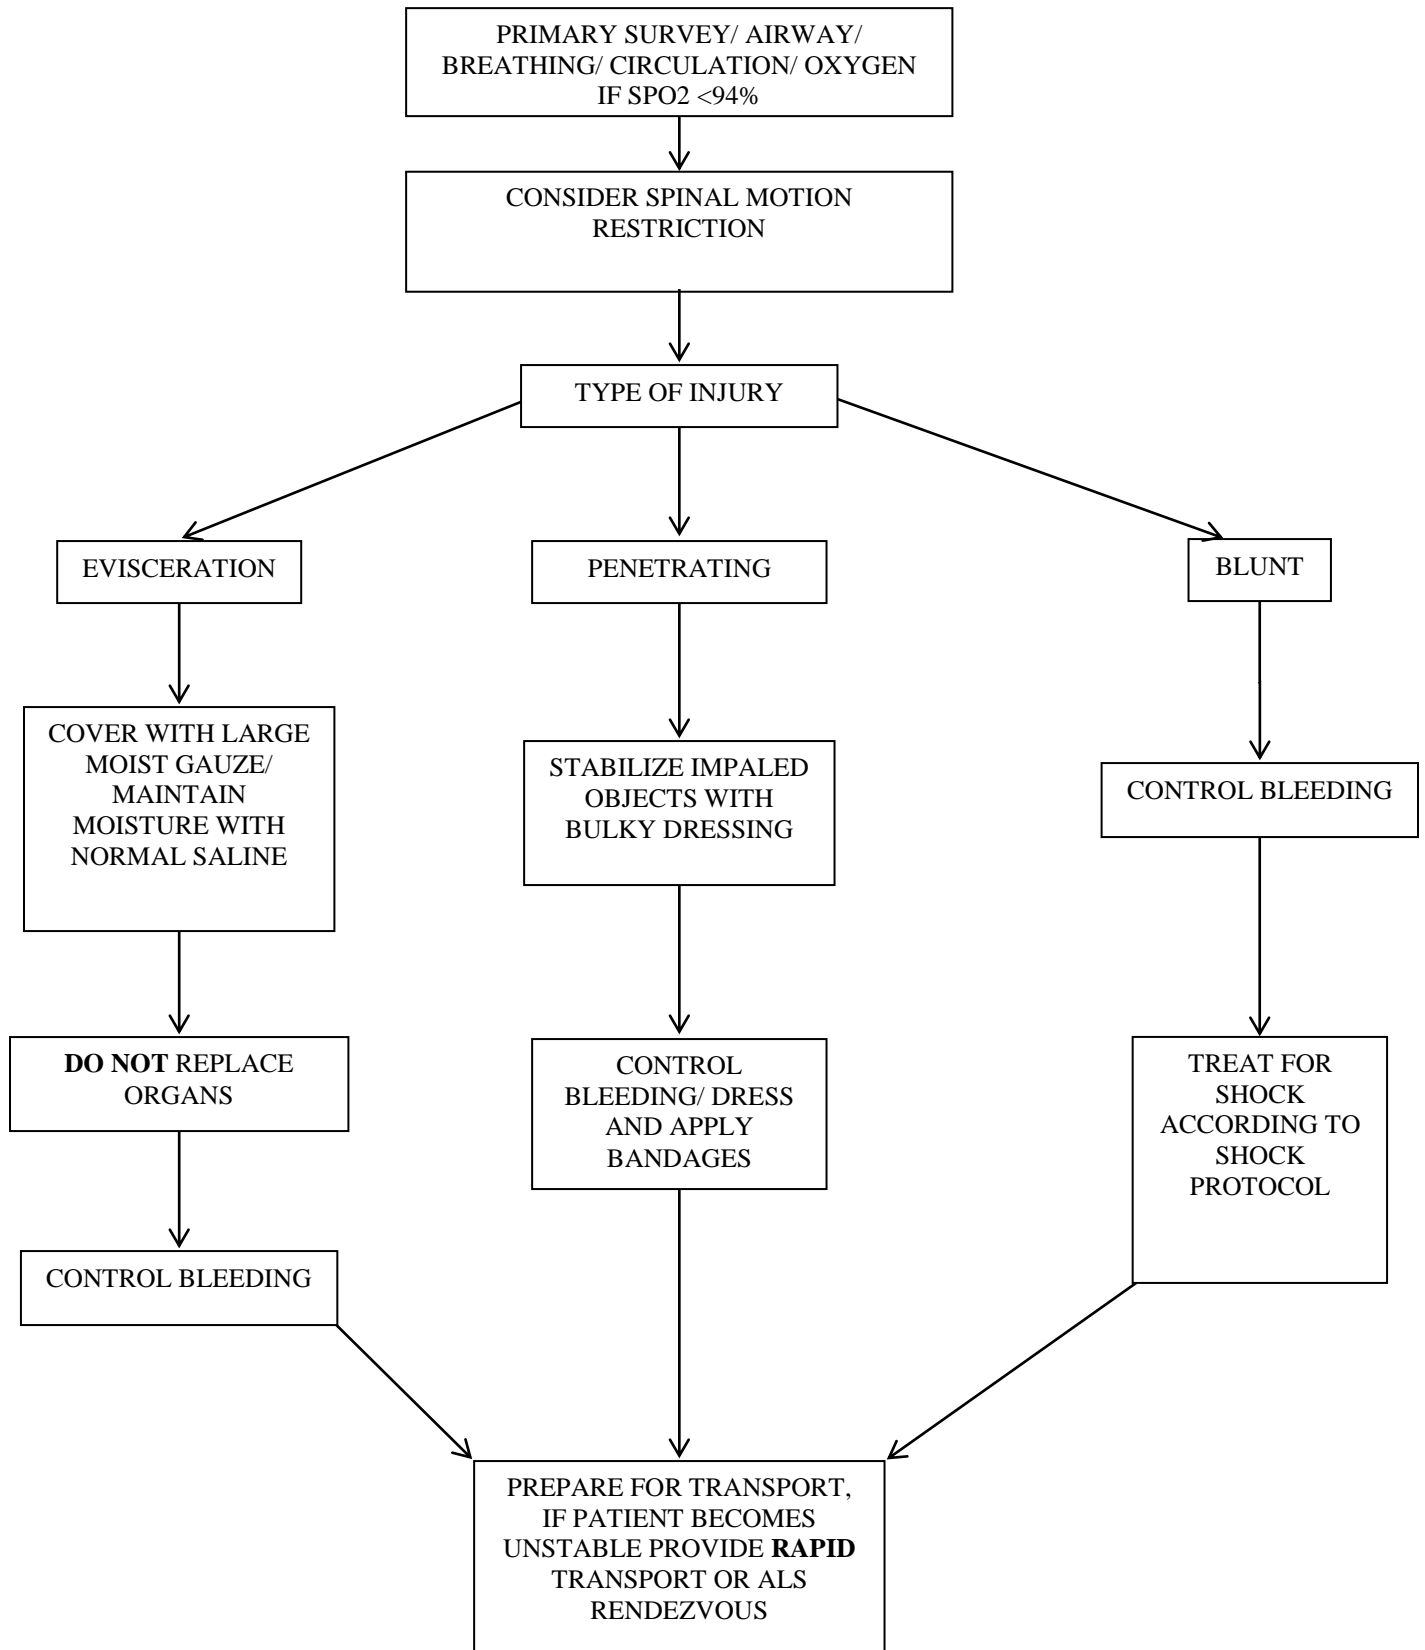 PRIMARY SURVEY/ AIRWAY/
BREATHING/ CIRCULATION/ OXYGEN
IF SPO2 <94%
CONSIDER SPINAL MOTION
RESTRICTION
TYPE OF INJURY
EVISCERATION
PENETRATING
BLUNT
COVER WITH LARGE
MOIST GAUZE/
MAINTAIN
MOISTURE WITH
NORMAL SALINE
STABILIZE IMPALED
OBJECTS WITH
BULKY DRESSING
CONTROL BLEEDING
DO NOT REPLACE
ORGANS
CONTROL
BLEEDING/ DRESS
AND APPLY
BANDAGES
TREAT FOR
SHOCK
ACCORDING TO
SHOCK
PROTOCOL
CONTROL BLEEDING
PREPARE FOR TRANSPORT,
IF PATIENT BECOMES
UNSTABLE PROVIDE RAPID
TRANSPORT OR ALS
RENDEZVOUS